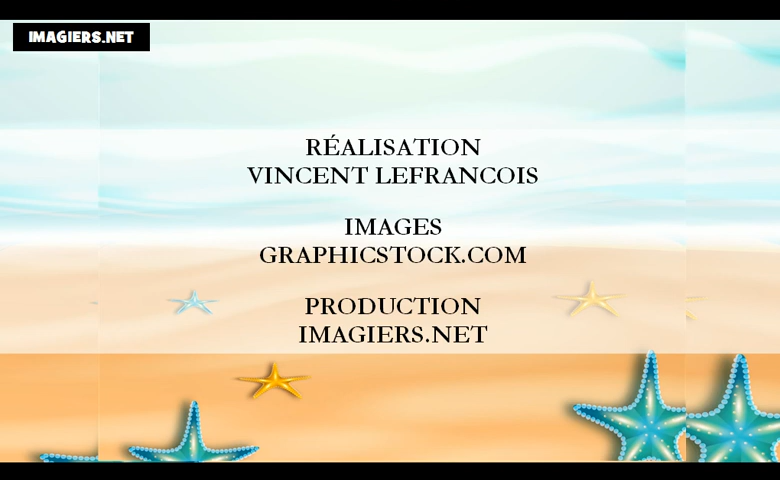 IMAGIERS.NET
RÉALISATION
VINCENT LEFRANCOIS
IMAGES
GRAPHICSTOCK.COM
PRODUCTION
IMAGIERS.NET